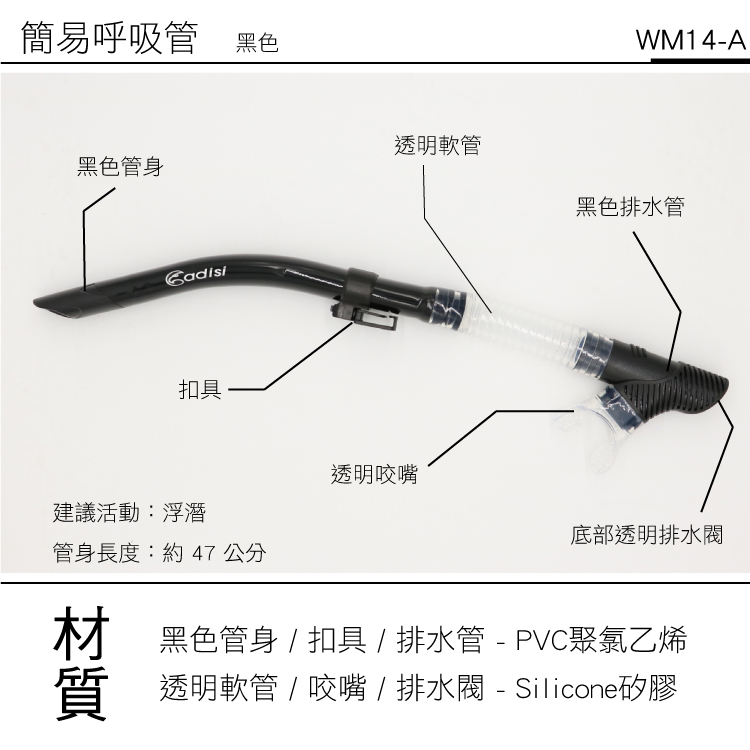 簡易呼吸管 黑色 WM14-A
透明軟管
黑色管身
黑色排水管
adisi
扣具
透明咬嘴
建議活動：浮潛
底部透明排水閥
管身長度：約 47 公分
材質
黑色管身 / 扣具 / 排水管 - PVC聚氯乙烯
透明軟管 / 咬嘴 / 排水閥 - Silicone矽膠